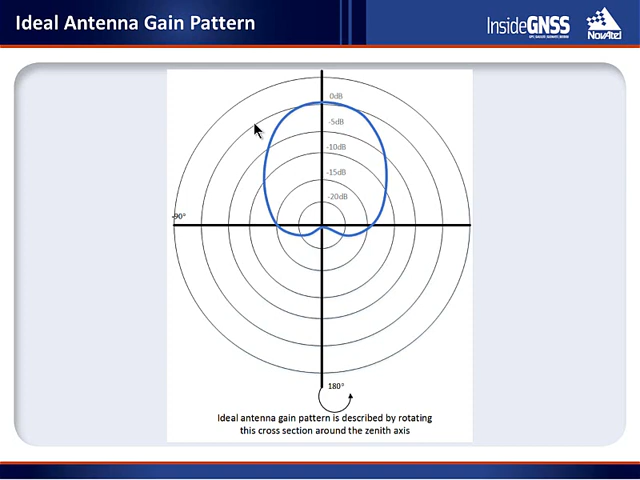 Ideal Antenna Gain Pattern
InsideGNSS
NovAtel
0dB
-5dB
-10dB
-15dB
-20dB
-90°
180°
Ideal antenna gain pattern is described by rotating
this cross section around the zenith axis